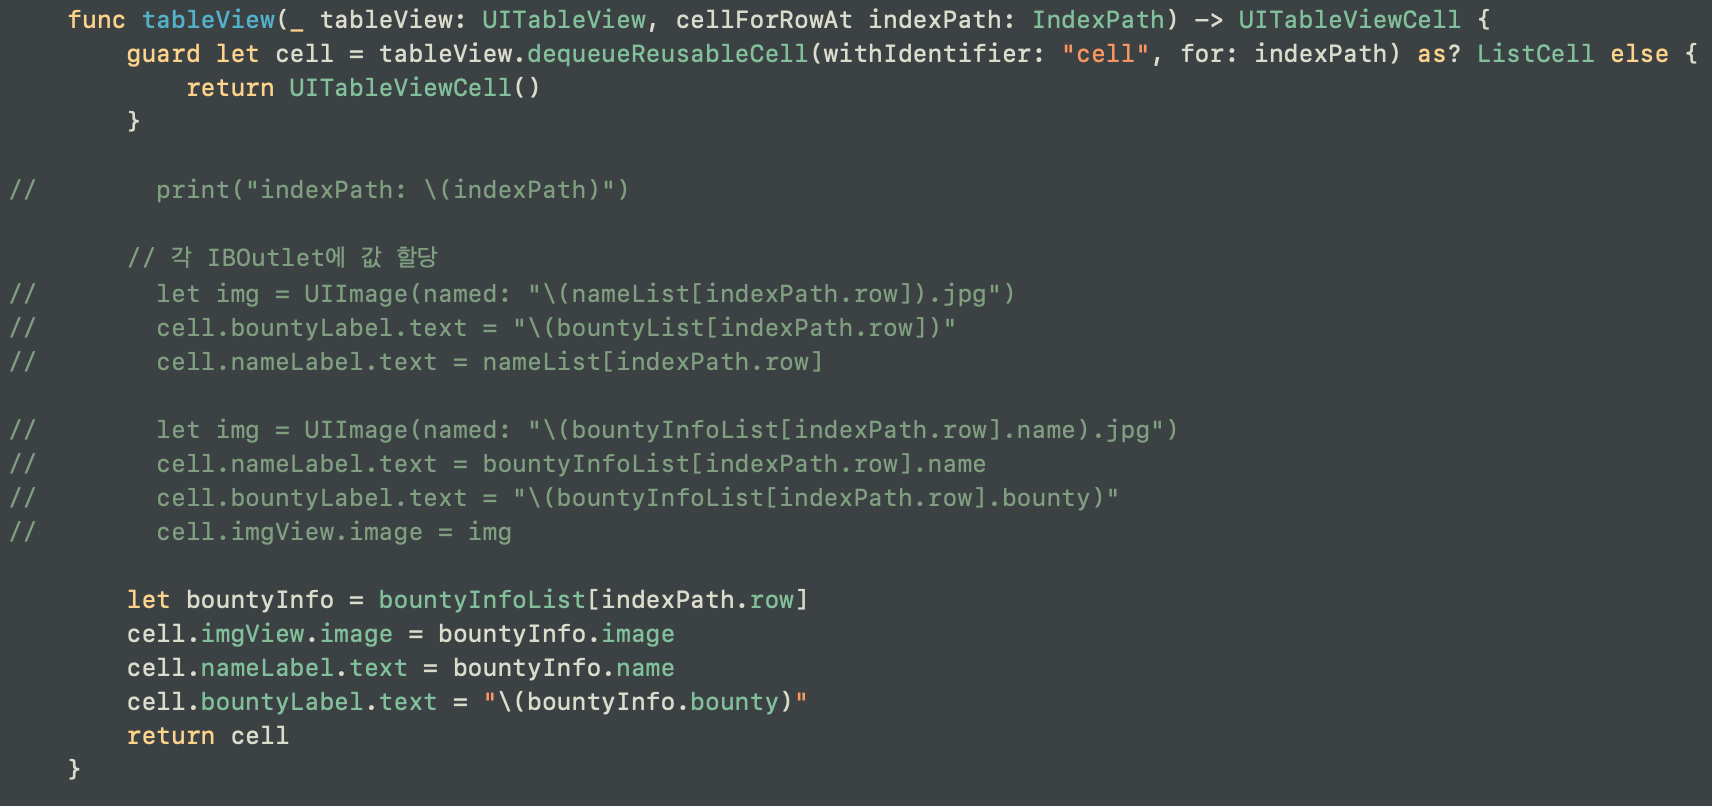 func tableView(_ tableView: UITableView, cellForRowAt indexPath: IndexPath) -> UITableViewCell {
guard let cell = tableView.dequeueReusableCell(withIdentifier: "cell", for: indexPath) as? ListCell else {
return UITableViewCell()
}
// print("indexPath: \(indexPath)")
// 각 IBOutlet에 값 할당
// let img = UIImage(named: "\(nameList[indexPath.row]).jpg")
// cell.bountyLabel.text = "\(bountyList[indexPath.row])"
// cell.nameLabel.text = nameList[indexPath.row]
// let img = UIImage(named: "\(bountyInfoList[indexPath.row].name).jpg")
// cell.nameLabel.text = bountyInfoList[indexPath.row].name
// cell.bountyLabel.text = "\(bountyInfoList[indexPath.row].bounty)"
// cell.imgView.image = img
let bountyInfo = bountyInfoList[indexPath.row]
cell.imgView.image = bountyInfo.image
cell.nameLabel.text = bountyInfo.name
cell.bountyLabel.text = "\(bountyInfo.bounty)"
return cell
}